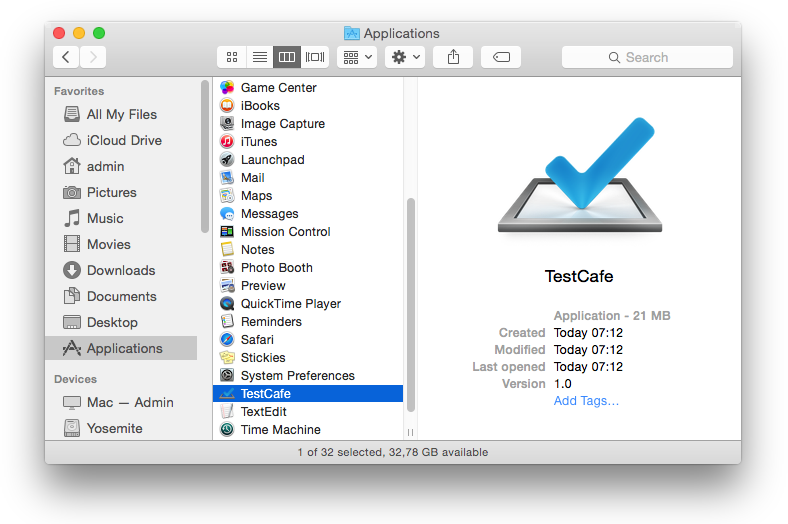 Applications
Search
Favorites
All My Files
iCloud Drive
admin
Pictures
Music
Movies
Downloads
Documents
Desktop
Applications
Devices
Mac — Admin
Yosemite
Game Center
iBooks
Image Capture
iTunes
Launchpad
Mail
Maps
Messages
Mission Control
Notes
Photo Booth
Preview
QuickTime Player
Reminders
Safari
Stickies
System Preferences
TestCafe
TextEdit
Time Machine
TestCafe
Application - 21 MB
Created Today 07:12
Modified Today 07:12
Last opened Today 07:12
Version 1.0
Add Tags...
1 of 32 selected, 32,78 GB available